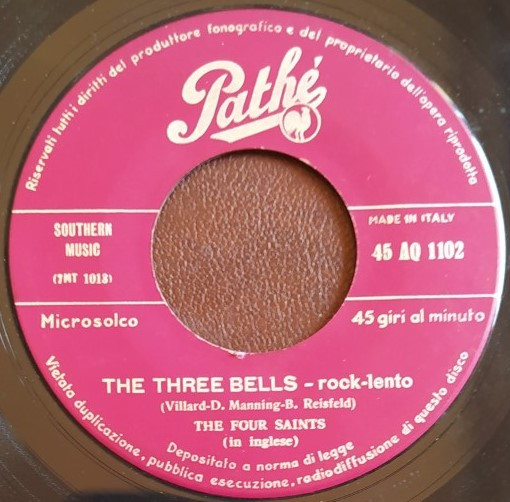 Riservati tutti i diritti del produttore fonografico e del proprietario dell'opera riprodotta
Pathé
SOUTHERN
MUSIC
(7MT 1018)
MADE IN ITALY
45 AQ 1102
Microsolco
45 giri al minuto
THE THREE BELLS - rock-lento
(Villard-D. Manning-B. Reisfeld)
THE FOUR SAINTS
(in inglese)
Depositato a norma di legge
Vietata duplicazione, pubblica esecuzione, radiodiffusione di questo disco